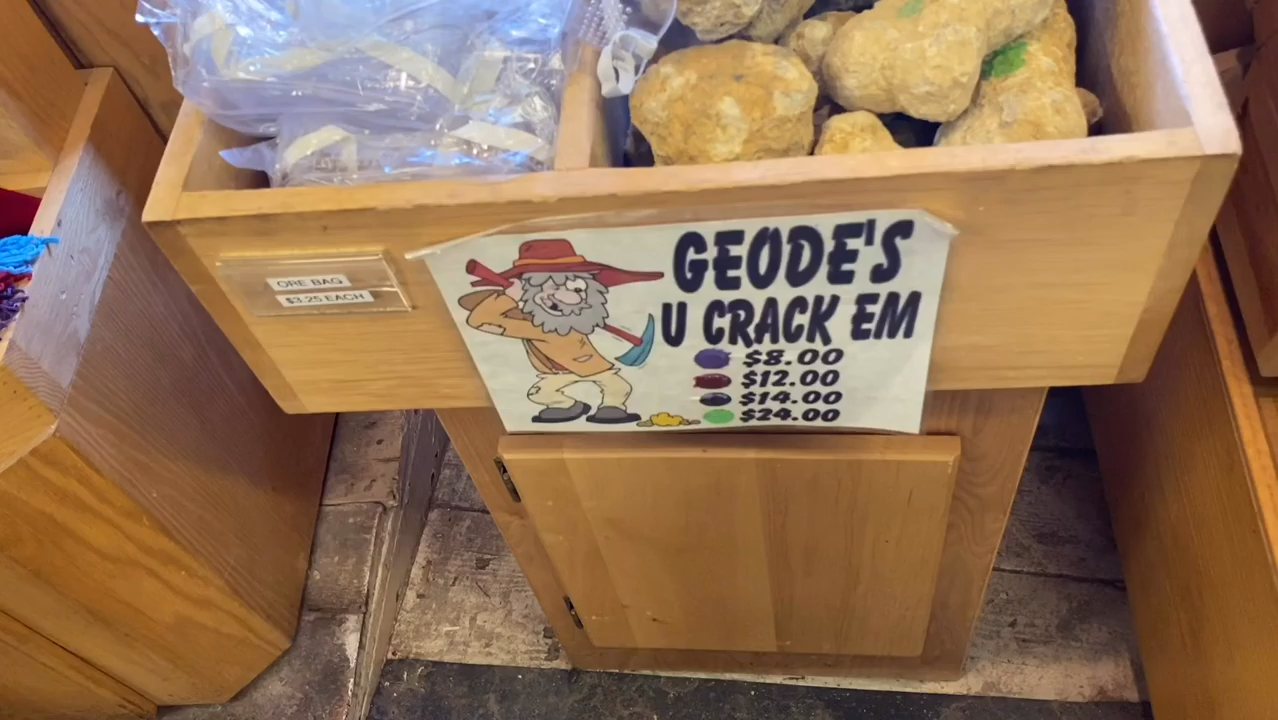 ORE BAG
$3.25 EACH
GEODE'S
U CRACK EM
$8.00
$12.00
$14.00
$24.00